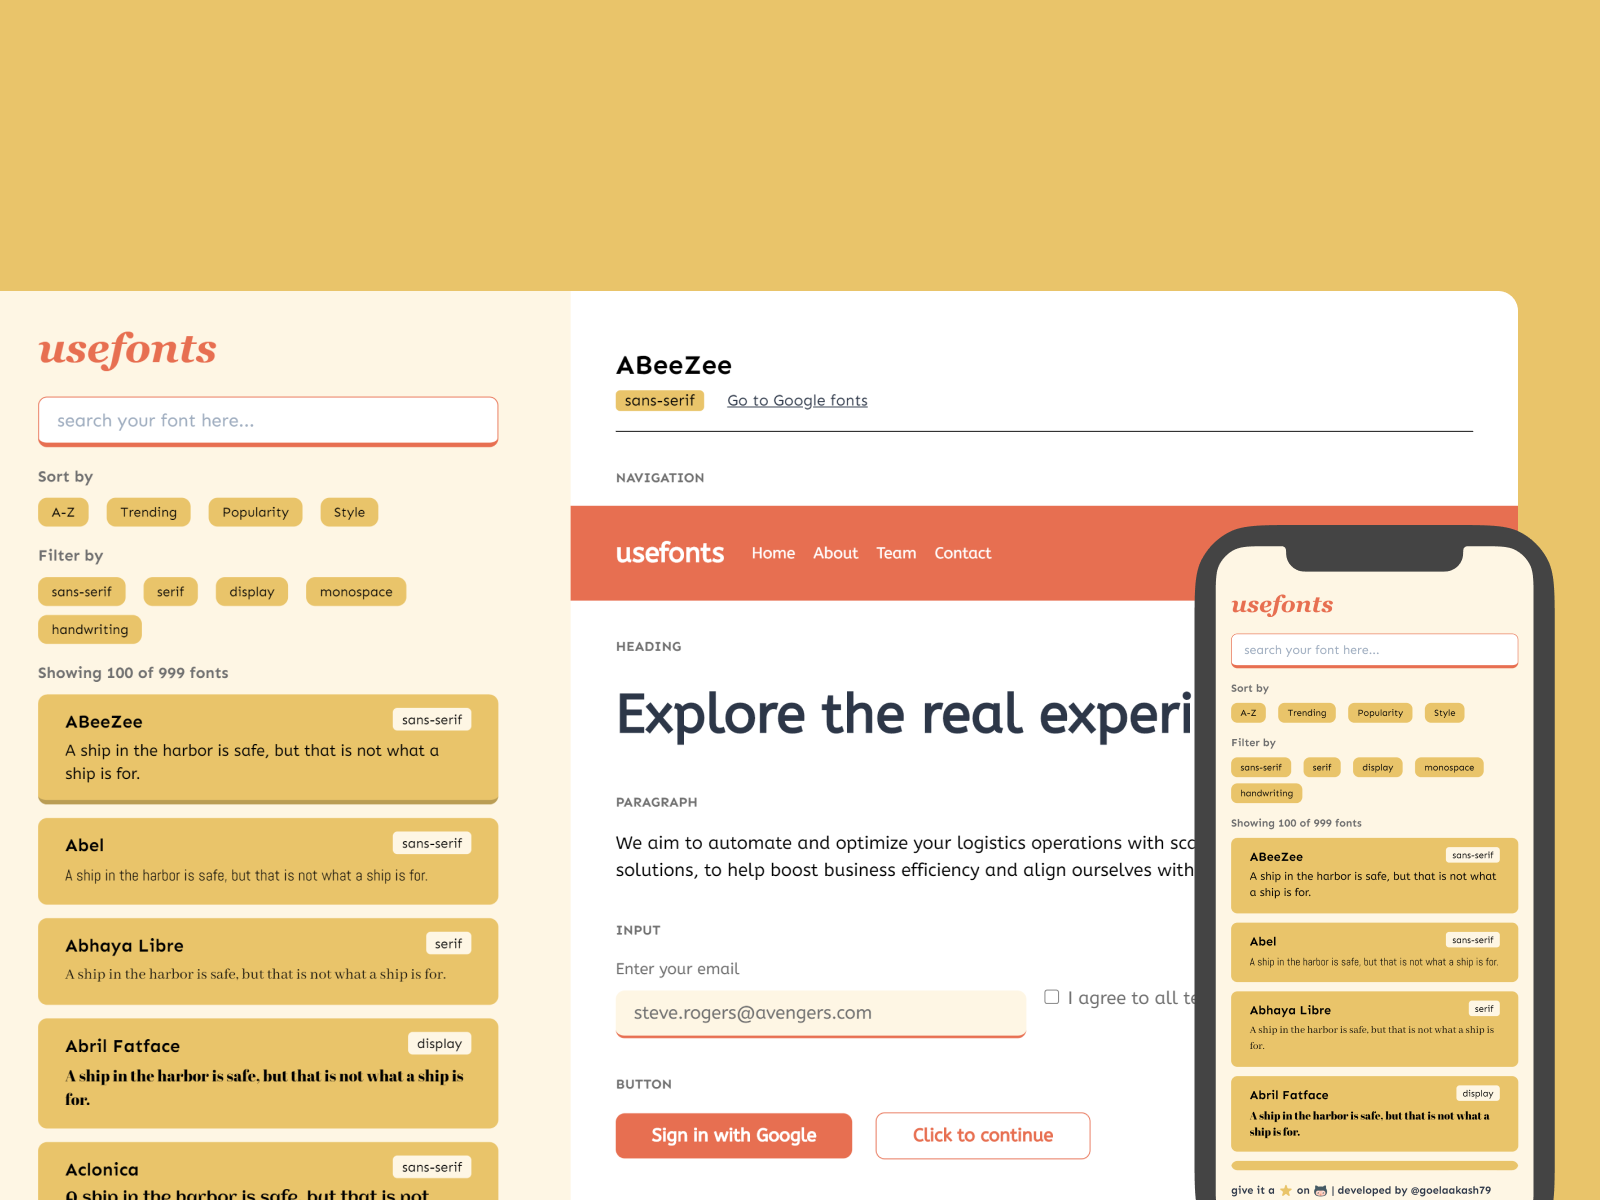 usefonts
search your font here...
Sort by
A-Z Trending Popularity Style
Filter by
sans-serif serif display monospace
handwriting
Showing 100 of 999 fonts
ABeeZee sans-serif
A ship in the harbor is safe, but that is not what a
ship is for.
Abel sans-serif
A ship in the harbor is safe, but that is not what a ship is for.
Abhaya Libre serif
A ship in the harbor is safe, but that is not what a ship is for.
Abril Fatface display
A ship in the harbor is safe, but that is not what a ship is
for.
Aclonica sans-serif
A ship in the harbor is safe, but that is not
ABeeZee
sans-serif Go to Google fonts
NAVIGATION
usefonts Home About Team Contact
HEADING
Explore the real experi
PARAGRAPH
We aim to automate and optimize your logistics operations with sca
solutions, to help boost business efficiency and align ourselves with
INPUT
Enter your email
steve.rogers@avengers.com
I agree to all te
BUTTON
Sign in with Google Click to continue
usefonts
search your font here...
Sort by
A-Z Trending Popularity Style
Filter by
sans-serif serif display monospace
handwriting
Showing 100 of 999 fonts
ABeeZee sans-serif
A ship in the harbor is safe, but that is not what
a ship is for.
Abel sans-serif
A ship in the harbor is safe, but that is not what a ship is for.
Abhaya Libre serif
A ship in the harbor is safe, but that is not what a ship is
for.
Abril Fatface display
A ship in the harbor is safe, but that is not what a
ship is for.
give it a ⭐ on | developed by @goelaakash79